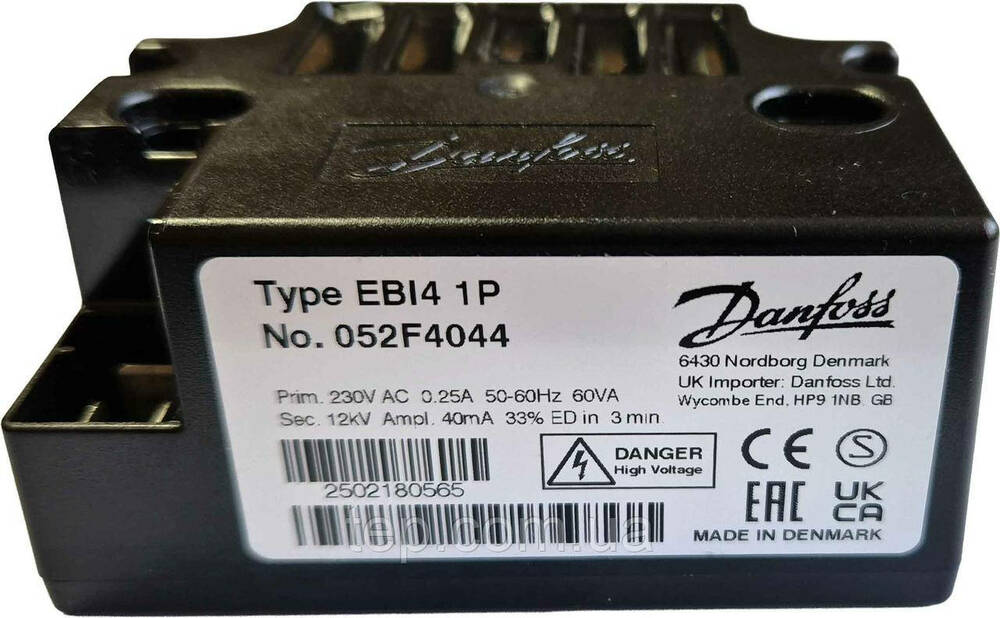 Danfoss
Type EBI4 1P
No. 052F4044
Prim. 230V AC 0.25A 50-60Hz 60VA
Sec. 12kV Ampl. 40mA 33% ED in 3 min.
2502180565
Danfoss
6430 Nordborg Denmark
UK Importer: Danfoss Ltd.
Wycombe End, HP9 1NB GB
DANGER
High Voltage
CE S
EAC UK
CA
MADE IN DENMARK
tep.com.ua